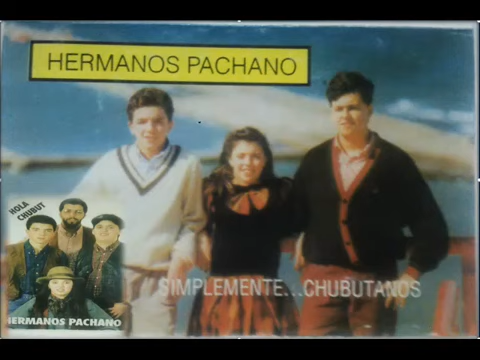 HERMANOS PACHANO
SIMPLEMENTE...CHUBUTANOS
HOLA
CHUBUT
HERMANOS PACHANO